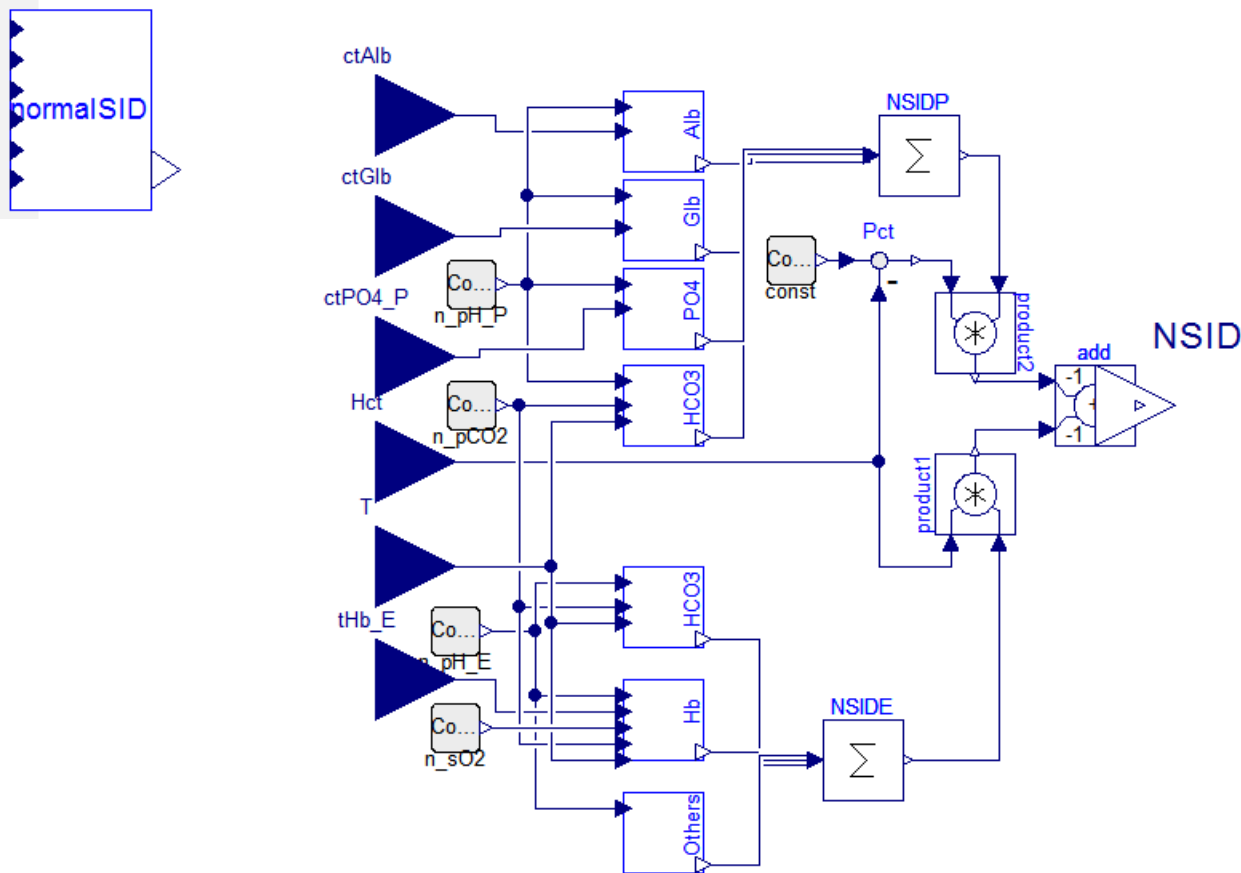 normalSID
ctAlb
ctGlb
ctPO4_P
Hct
T
tHb_E
Co...
n_pH_P
Co...
n_pCO2
Co...
n_pH_E
Co...
n_sO2
Alb
Glb
PO4
HCO3
HCO3
Hb
Others
NSIDP
Σ
Co...
const
Pct
-
product2
*
product1
*
NSIDE
Σ
add
-1
+
-1
NSID